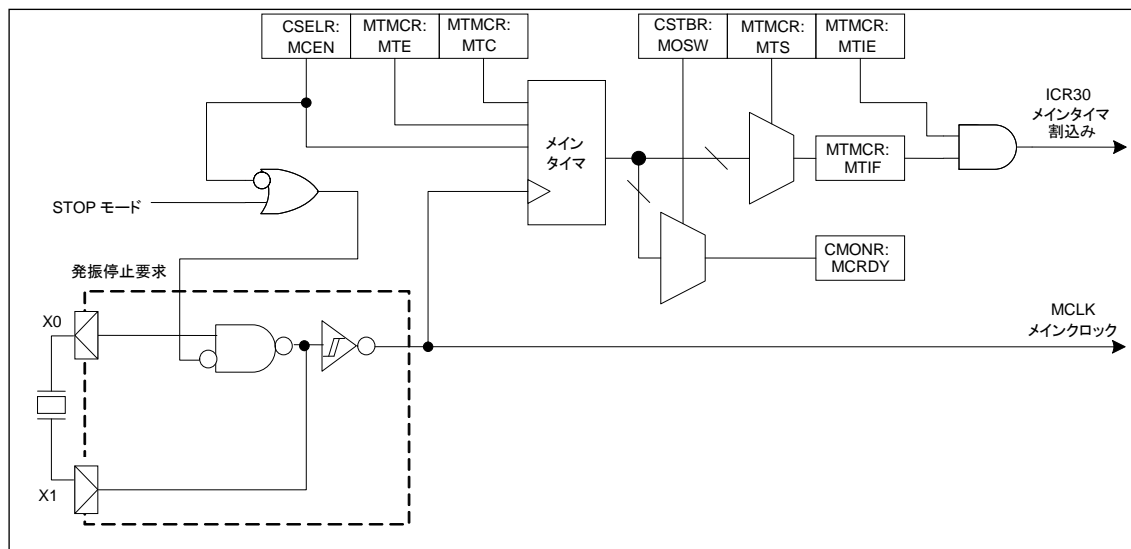 CSELR:
MCEN
MTMCR:
MTE
MTMCR:
MTC
CSTBR:
MOSW
MTMCR:
MTS
MTMCR:
MTIE
メイン
タイマ
ICR30
メインタイマ
割込み
MTMCR:
MTIF
STOP モード
CMONR:
MCRDY
発振停止要求
X0
MCLK
メインクロック
X1